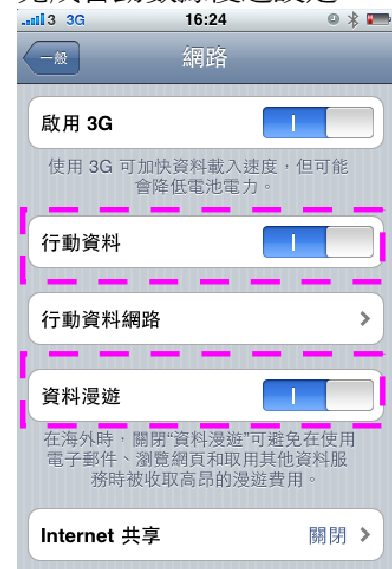 3 3G 16:24
一般 網路
啟用 3G
使用 3G 可加快資料載入速度，但可能
會降低電池電力。
行動資料
行動資料網路
資料漫遊
在海外時，關閉“資料漫遊”可避免在使用
電子郵件、瀏覽網頁和取用其他資料服
務時被收取高昂的漫遊費用。
Internet 共享 關閉